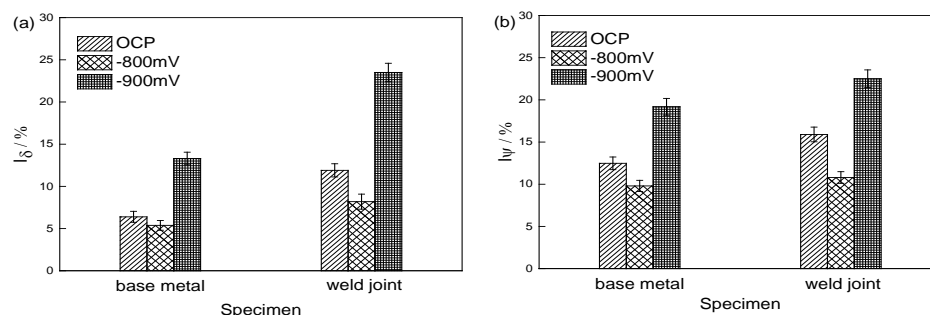 (a)
30
25
20
15
10
5
0
Iδ / %
OCP
-800mV
-900mV
base metal
weld joint
Specimen
(b)
30
25
20
15
10
5
0
Iψ / %
OCP
-800mV
-900mV
base metal
weld joint
Specimen